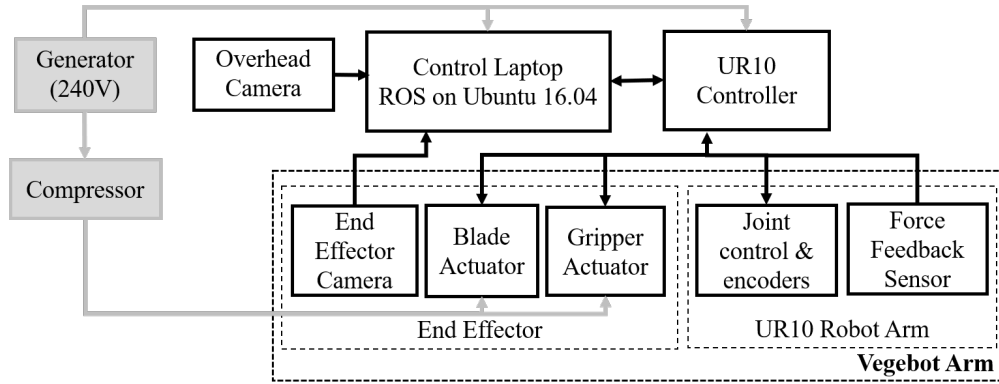 Generator
(240V)
Overhead
Camera
Control Laptop
ROS on Ubuntu 16.04
UR10
Controller
Compressor
End
Effector
Camera
Blade
Actuator
Gripper
Actuator
Joint
control &
encoders
Force
Feedback
Sensor
End Effector
UR10 Robot Arm
Vegebot Arm